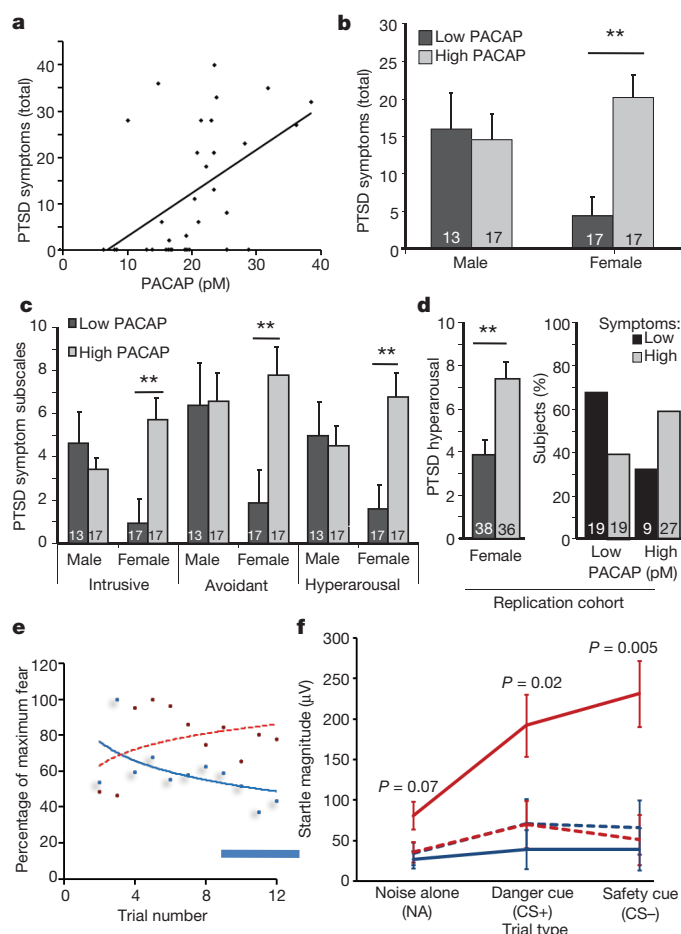 a
PTSD symptoms (total)
40
30
20
10
0
0 10 20 30 40
PACAP (pM)
b
PTSD symptoms (total)
30
25
20
15
10
5
0
Low PACAP
High PACAP
**
13 17 17 17
Male Female
c
PTSD symptom subscales
10
8
6
4
2
0
Low PACAP
High PACAP
** ** **
13 17 17 17 13 17 17 17 13 17 17 17
Male Female Male Female Male Female
Intrusive Avoidant Hyperarousal
d
PTSD hyperarousal
10
8
6
4
2
0
**
38 36
Female
Symptoms:
Low
High
Subjects (%)
100
80
60
40
20
0
19 19 9 27
Low High
PACAP (pM)
Replication cohort
e
Percentage of maximum fear
120
100
80
60
40
20
0
0 4 8 12
Trial number
f
Startle magnitude (μV)
300
250
200
150
100
50
0
P = 0.07
P = 0.02
P = 0.005
Noise alone Danger cue Safety cue
(NA) (CS+) (CS–)
Trial type